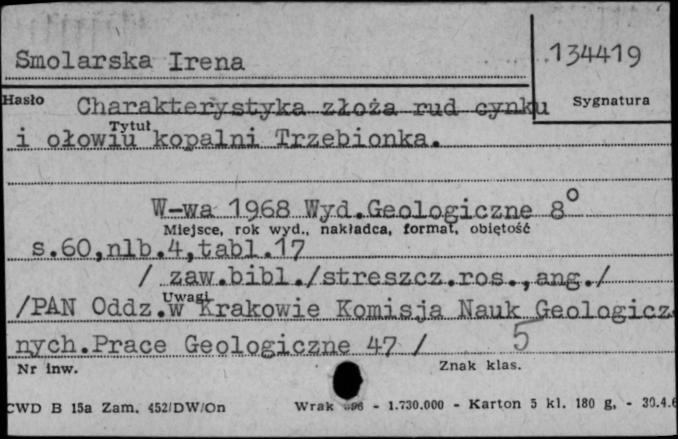 Smolarska Irena
134419
Hasło
Sygnatura
Charakterystyka złoża rud cynku
Tytuł
i ołowiu kopalni Trzebionka.
W-wa 1968 Wyd.Geologiczne 8°
Miejsce, rok wyd., nakładca, format, objętość
s.60,nlb.4,tabl.17
/ zaw.bibl./streszcz.ros.,ang./
Uwagi
/PAN Oddz.w Krakowie Komisja Nauk Geologicz
nych.Prace Geologiczne 47 / 5
Nr inw.
Znak klas.
CWD B 15a Zam. 452/DW/On
Wrak - 1.730.000 - Karton 5 kl. 180 g, - 30.4.6